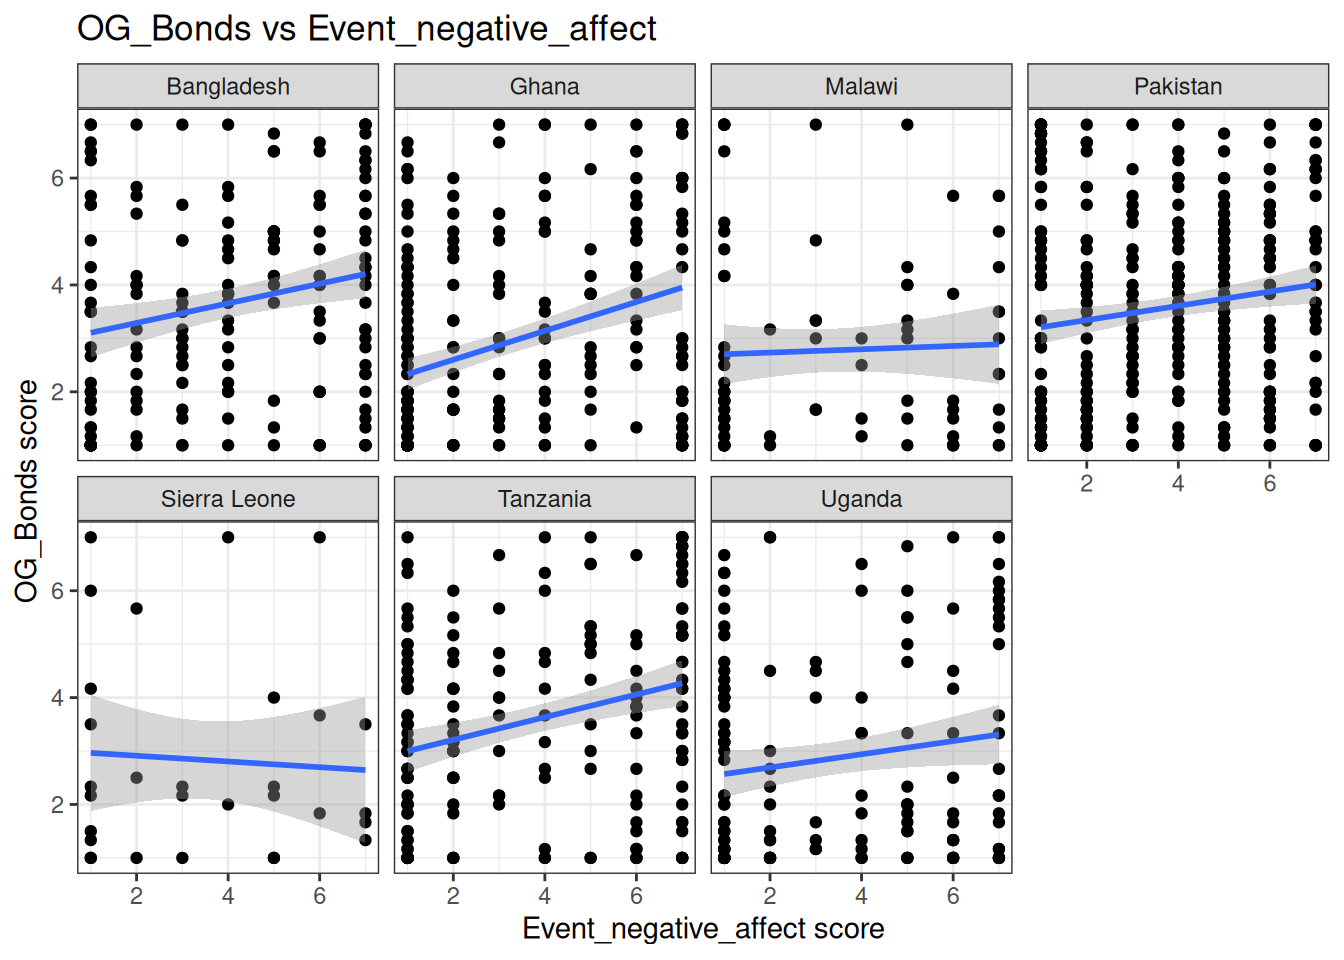 OG_Bonds vs Event_negative_affect
Bangladesh
Ghana
Malawi
Pakistan
6
4
2
2
4
6
Sierra Leone
Tanzania
Uganda
6
4
2
2
4
6
2
4
6
2
4
6
OG_Bonds score
Event_negative_affect score